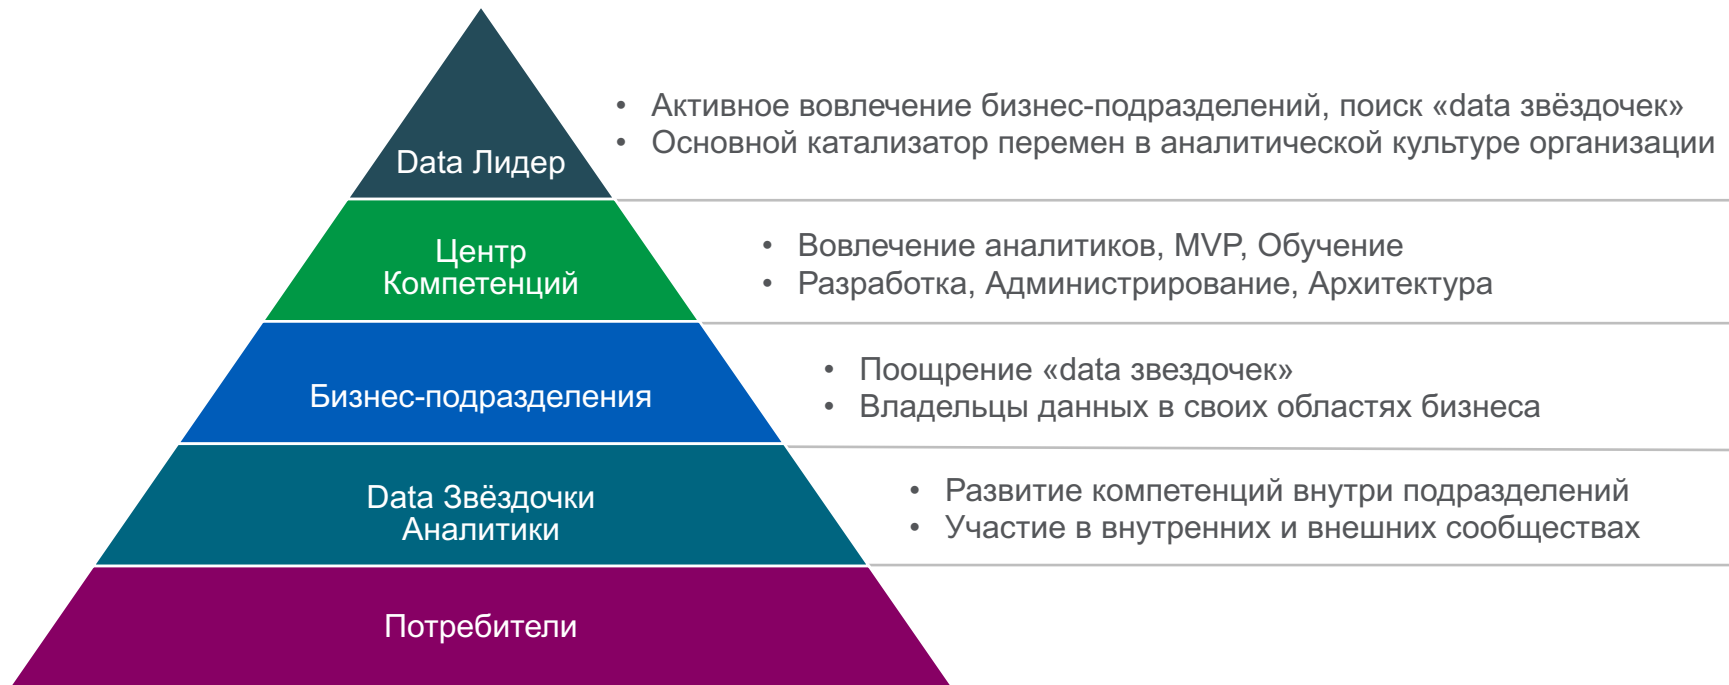 Data Лидер
• Активное вовлечение бизнес-подразделений, поиск «data звёздочек»
• Основной катализатор перемен в аналитической культуре организации
Центр
Компетенций
• Вовлечение аналитиков, MVP, Обучение
• Разработка, Администрирование, Архитектура
Бизнес-подразделения
• Поощрение «data звездочек»
• Владельцы данных в своих областях бизнеса
Data Звёздочки
Аналитики
• Развитие компетенций внутри подразделений
• Участие в внутренних и внешних сообществах
Потребители